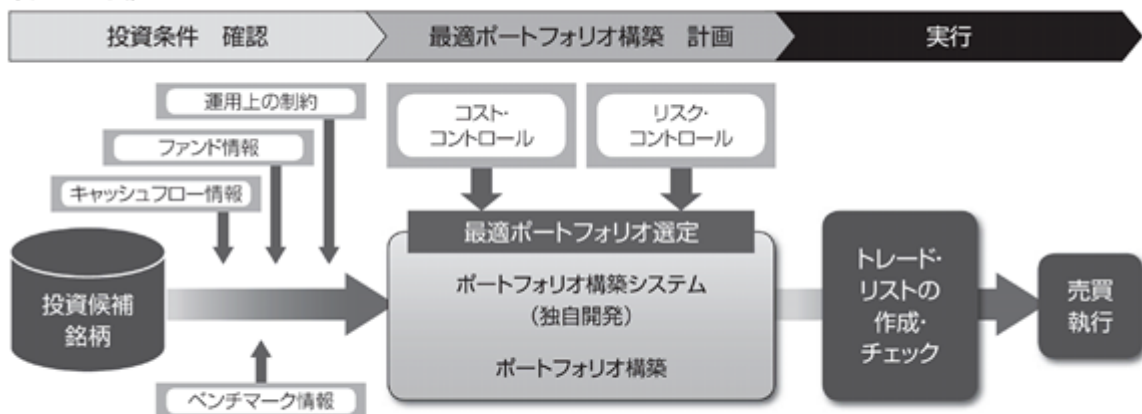 投資条件　確認
最適ポートフォリオ構築　計画
実行
運用上の制約
ファンド情報
キャッシュフロー情報
投資候補
銘柄
ベンチマーク情報
コスト・
コントロール
リスク・
コントロール
最適ポートフォリオ選定
ポートフォリオ構築システム
（独自開発）
ポートフォリオ構築
トレード・
リストの
作成・
チェック
売買
執行